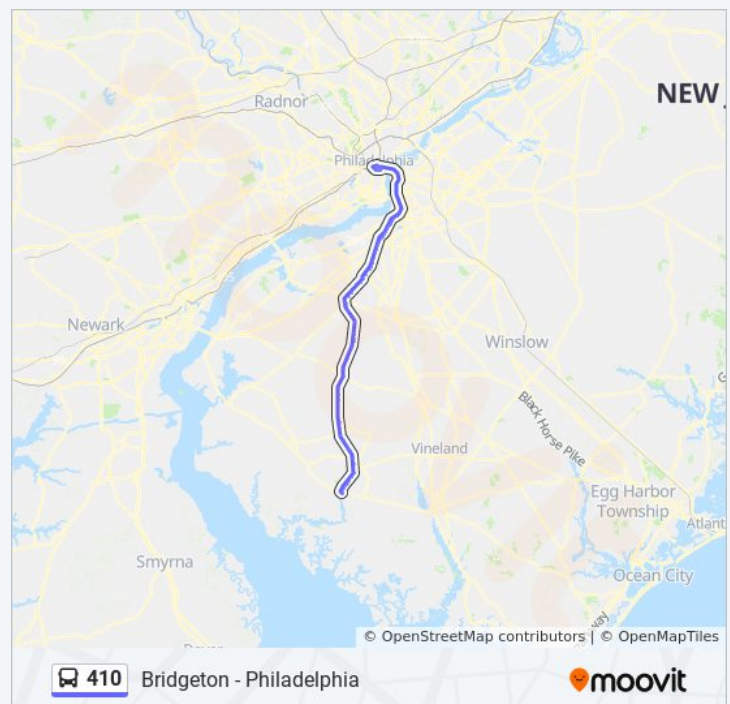 NEW
Radnor
Philadelphia
Newark
Winslow
Black Horse Pike
Vineland
Egg Harbor
Township
Atlant
Smyrna
Ocean City
way
© OpenStreetMap contributors | © OpenMapTiles
410 Bridgeton - Philadelphia
moovit